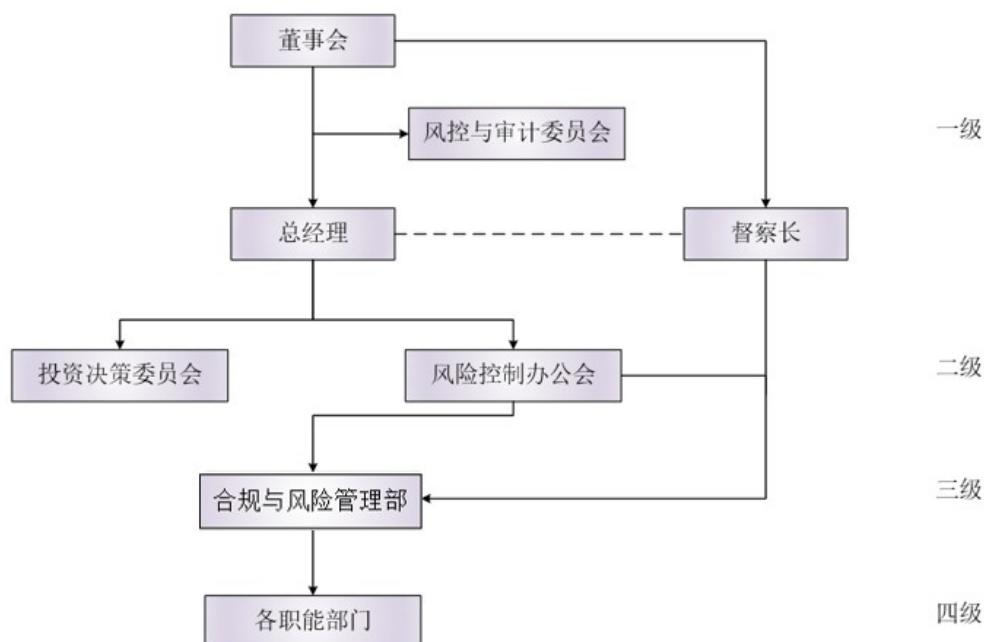 董事会
风控与审计委员会
一级
总经理
督察长
投资决策委员会
风险控制办公会
二级
合规与风险管理部
三级
各职能部门
四级